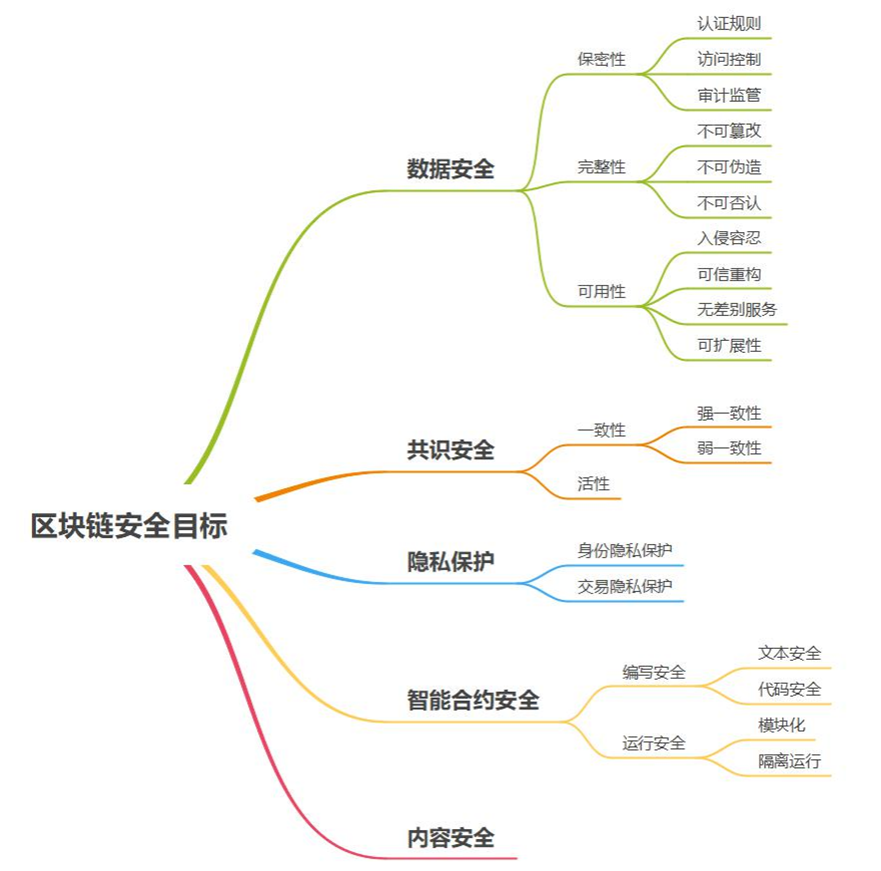 区块链安全目标
数据安全
保密性
认证规则
访问控制
审计监管
完整性
不可篡改
不可伪造
不可否认
可用性
入侵容忍
可信重构
无差别服务
可扩展性
共识安全
一致性
强一致性
弱一致性
活性
隐私保护
身份隐私保护
交易隐私保护
智能合约安全
编写安全
文本安全
代码安全
运行安全
模块化
隔离运行
内容安全